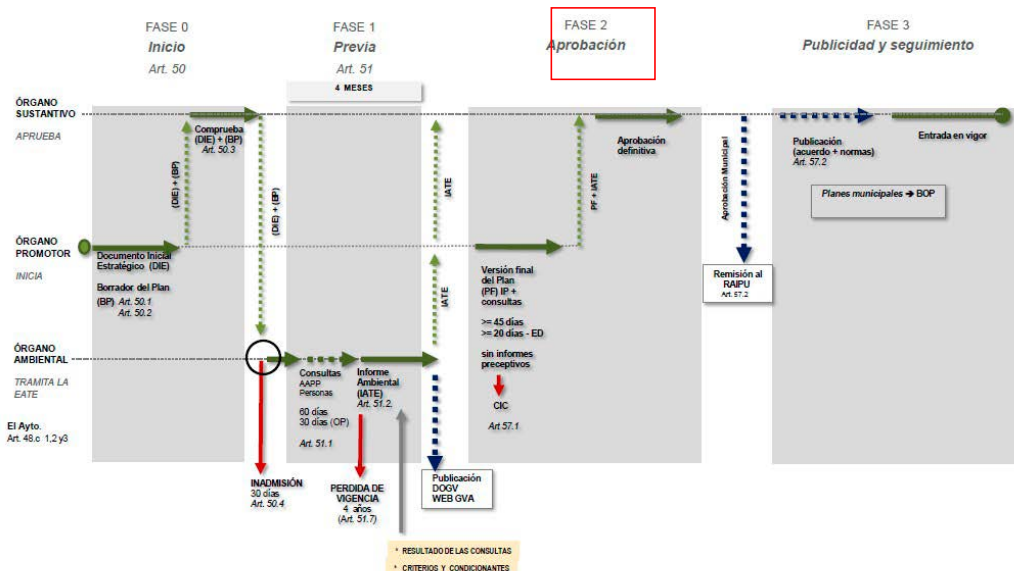 FASE 0
Inicio
Art. 50
FASE 1
Previa
Art. 51
4 MESES
FASE 2
Aprobación
FASE 3
Publicidad y seguimiento
ÓRGANO
SUSTANTIVO
APRUEBA
Comprueba
(DIE) + (BP)
Art. 50.3
(DIE) + (BP)
(DIE) + (BP)
IATE
PF + IATE
Aprobación
definitiva
Aprobación Municipal
Publicación
(acuerdo + normas)
Art. 57.2
Entrada en vigor
Planes municipales ➔ BOP
ÓRGANO
PROMOTOR
INICIA
Documento Inicial
Estratégico (DIE)
Borrador del Plan
(BP) Art. 50.1
Art. 50.2
IATE
Versión final
del Plan
(PF) IP +
consultas
>= 45 días
>= 20 días - ED
sin informes
preceptivos
CIC
Art 57.1
Remisión al
RAIPU
Art. 57.2
ÓRGANO
AMBIENTAL
TRAMITA LA
EATE
El Ayto.
Art. 48.c 1,2 y3
Consultas
AAPP
Personas
60 días
30 días (OP)
Art. 51.1
Informe
Ambiental
(IATE)
Art. 51.2.
INADMISIÓN
30 días
Art. 50.4
PERDIDA DE
VIGENCIA
4 años
(Art. 51.7)
Publicación
DOGV
WEB GVA
* RESULTADO DE LAS CONSULTAS
* CRITERIOS Y CONDICIONANTES